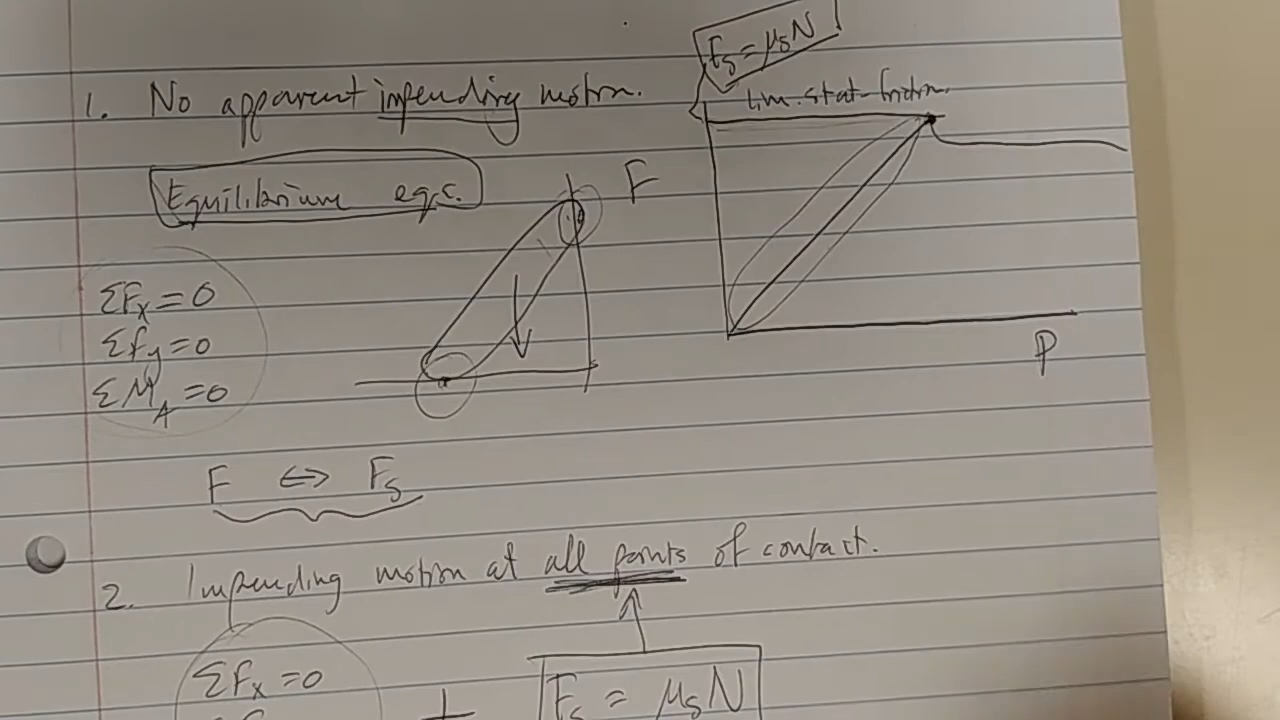 Fs = μsN
1. No apparent impending motion.
lim. stat-friction.
Equilibrium eqs.
F
ΣFx = 0
ΣFy = 0
ΣMA = 0
P
F ⇔ Fs
2. Impending motion at all points of contact.
ΣFx = 0
+ Fs = μsN